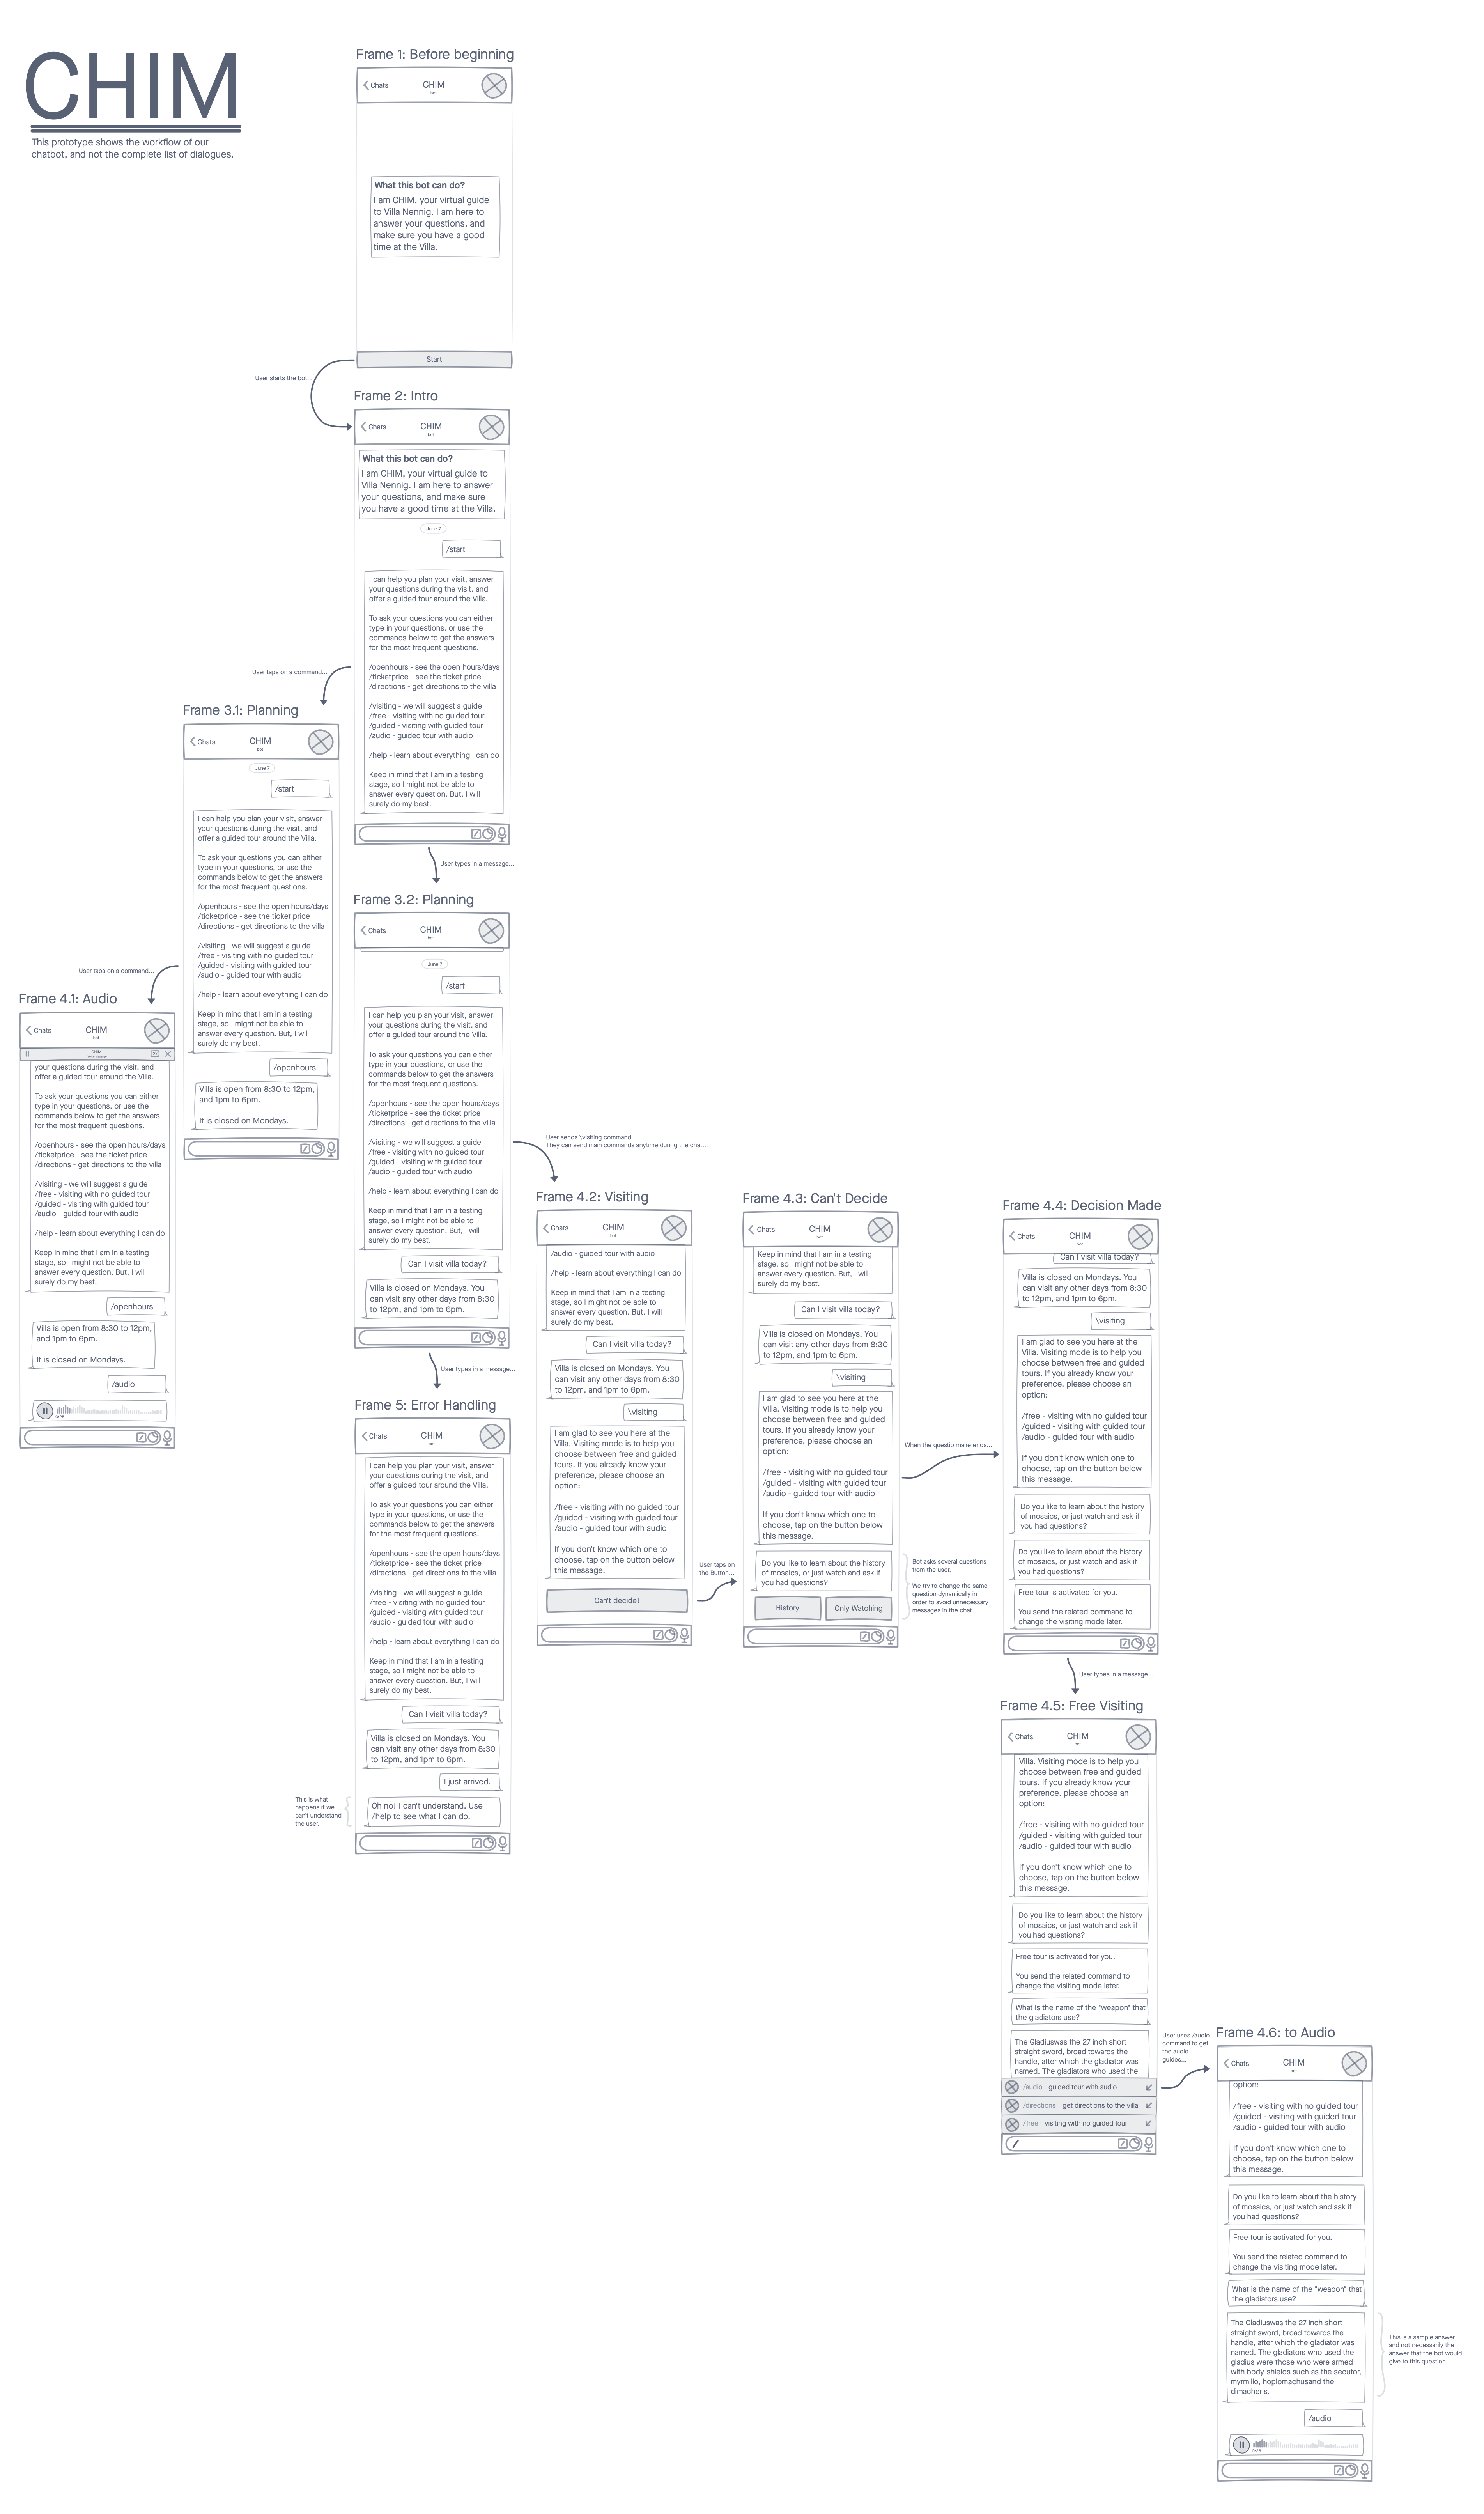 CHIM
This prototype shows the workflow of our
chatbot, and not the complete list of dialogues.
Frame 1: Before beginning
Chats
CHIM
bot
What this bot can do?
I am CHIM, your virtual guide
to Villa Nennig. I am here to
answer your questions, and
make sure you have a good
time at the Villa.
Start
User starts the bot...
Frame 2: Intro
Chats
CHIM
bot
What this bot can do?
I am CHIM, your virtual guide to
Villa Nennig. I am here to answer
your questions, and make sure
you have a good time at the Villa.
June 7
/start
I can help you plan your visit, answer
your questions during the visit, and
offer a guided tour around the Villa.
To ask your questions you can either
type in your questions, or use the
commands below to get the answers
for the most frequent questions.
/openhours - see the open hours/days
/ticketprice - see the ticket price
/directions - get directions to the villa
/visiting - we will suggest a guide
/free - visiting with no guided tour
/guided - visiting with guided tour
/audio - guided tour with audio
/help - learn about everything I can do
Keep in mind that I am in a testing
stage, so I might not be able to
answer every question. But, I will
surely do my best.
User taps on a command...
Frame 3.1: Planning
Chats
CHIM
bot
June 7
/start
I can help you plan your visit, answer
your questions during the visit, and
offer a guided tour around the Villa.
To ask your questions you can either
type in your questions, or use the
commands below to get the answers
for the most frequent questions.
/openhours - see the open hours/days
/ticketprice - see the ticket price
/directions - get directions to the villa
/visiting - we will suggest a guide
/free - visiting with no guided tour
/guided - visiting with guided tour
/audio - guided tour with audio
/help - learn about everything I can do
Keep in mind that I am in a testing
stage, so I might not be able to
answer every question. But, I will
surely do my best.
/openhours
Villa is open from 8:30 to 12pm,
and 1pm to 6pm.
It is closed on Mondays.
User taps on a command...
Frame 4.1: Audio
Chats
CHIM
bot
CHIM
your questions during the visit, and
offer a guided tour around the Villa.
To ask your questions you can either
type in your questions, or use the
commands below to get the answers
for the most frequent questions.
/openhours - see the open hours/days
/ticketprice - see the ticket price
/directions - get directions to the villa
/visiting - we will suggest a guide
/free - visiting with no guided tour
/guided - visiting with guided tour
/audio - guided tour with audio
/help - learn about everything I can do
Keep in mind that I am in a testing
stage, so I might not be able to
answer every question. But, I will
surely do my best.
/openhours
Villa is open from 8:30 to 12pm,
and 1pm to 6pm.
It is closed on Mondays.
/audio
User types in a message...
Frame 3.2: Planning
Chats
CHIM
bot
June 7
/start
I can help you plan your visit, answer
your questions during the visit, and
offer a guided tour around the Villa.
To ask your questions you can either
type in your questions, or use the
commands below to get the answers
for the most frequent questions.
/openhours - see the open hours/days
/ticketprice - see the ticket price
/directions - get directions to the villa
/visiting - we will suggest a guide
/free - visiting with no guided tour
/guided - visiting with guided tour
/audio - guided tour with audio
/help - learn about everything I can do
Keep in mind that I am in a testing
stage, so I might not be able to
answer every question. But, I will
surely do my best.
Can I visit villa today?
Villa is closed on Mondays. You
can visit any other days from 8:30
to 12pm, and 1pm to 6pm.
User types in a message...
Frame 5: Error Handling
Chats
CHIM
bot
I can help you plan your visit, answer
your questions during the visit, and
offer a guided tour around the Villa.
To ask your questions you can either
type in your questions, or use the
commands below to get the answers
for the most frequent questions.
/openhours - see the open hours/days
/ticketprice - see the ticket price
/directions - get directions to the villa
/visiting - we will suggest a guide
/free - visiting with no guided tour
/guided - visiting with guided tour
/audio - guided tour with audio
/help - learn about everything I can do
Keep in mind that I am in a testing
stage, so I might not be able to
answer every question. But, I will
surely do my best.
Can I visit villa today?
Villa is closed on Mondays. You
can visit any other days from 8:30
to 12pm, and 1pm to 6pm.
I just arrived.
Oh no! I can't understand. Use
/help to see what I can do.
This is what
happens if we
can't understand
the user.
User sends \visiting command.
They can send main commands anytime during the chat...
Frame 4.2: Visiting
Chats
CHIM
bot
/audio - guided tour with audio
/help - learn about everything I can do
Keep in mind that I am in a testing
stage, so I might not be able to
answer every question. But, I will
surely do my best.
Can I visit villa today?
Villa is closed on Mondays. You
can visit any other days from 8:30
to 12pm, and 1pm to 6pm.
\visiting
I am glad to see you here at the
Villa. Visiting mode is to help you
choose between free and guided
tours. If you already know your
preference, please choose an
option:
/free - visiting with no guided tour
/guided - visiting with guided tour
/audio - guided tour with audio
If you don't know which one to
choose, tap on the button below
this message.
Can't decide!
User taps on
the Button...
Frame 4.3: Can't Decide
Chats
CHIM
bot
Keep in mind that I am in a testing
stage, so I might not be able to
answer every question. But, I will
surely do my best.
Can I visit villa today?
Villa is closed on Mondays. You
can visit any other days from 8:30
to 12pm, and 1pm to 6pm.
\visiting
I am glad to see you here at the
Villa. Visiting mode is to help you
choose between free and guided
tours. If you already know your
preference, please choose an
option:
/free - visiting with no guided tour
/guided - visiting with guided tour
/audio - guided tour with audio
If you don't know which one to
choose, tap on the button below
this message.
Do you like to learn about the history
of mosaics, or just watch and ask if
you had questions?
History
Only Watching
Bot asks several questions
from the user.
We try to change the same
question dynamically in
order to avoid unnecessary
messages in the chat.
When the questionnaire ends...
Frame 4.4: Decision Made
Chats
CHIM
bot
Can I visit villa today?
Villa is closed on Mondays. You
can visit any other days from 8:30
to 12pm, and 1pm to 6pm.
\visiting
I am glad to see you here at the
Villa. Visiting mode is to help you
choose between free and guided
tours. If you already know your
preference, please choose an
option:
/free - visiting with no guided tour
/guided - visiting with guided tour
/audio - guided tour with audio
If you don't know which one to
choose, tap on the button below
this message.
Do you like to learn about the history
of mosaics, or just watch and ask if
you had questions?
Do you like to learn about the history
of mosaics, or just watch and ask if
you had questions?
Free tour is activated for you.
You send the related command to
change the visiting mode later.
User types in a message...
Frame 4.5: Free Visiting
Chats
CHIM
bot
Villa. Visiting mode is to help you
choose between free and guided
tours. If you already know your
preference, please choose an
option:
/free - visiting with no guided tour
/guided - visiting with guided tour
/audio - guided tour with audio
If you don't know which one to
choose, tap on the button below
this message.
Do you like to learn about the history
of mosaics, or just watch and ask if
you had questions?
Free tour is activated for you.
You send the related command to
change the visiting mode later.
What is the name of the "weapon" that
the gladiators use?
The Gladiuswas the 27 inch short
straight sword, broad towards the
handle, after which the gladiator was
named. The gladiators who used the
/audio guided tour with audio
/directions get directions to the villa
/free visiting with no guided tour
/
User uses /audio
command to get
the audio
guides...
Frame 4.6: to Audio
Chats
CHIM
bot
option:
/free - visiting with no guided tour
/guided - visiting with guided tour
/audio - guided tour with audio
If you don't know which one to
choose, tap on the button below
this message.
Do you like to learn about the history
of mosaics, or just watch and ask if
you had questions?
Free tour is activated for you.
You send the related command to
change the visiting mode later.
What is the name of the "weapon" that
the gladiators use?
The Gladiuswas the 27 inch short
straight sword, broad towards the
handle, after which the gladiator was
named. The gladiators who used the
gladius were those who were armed
with body-shields such as the secutor,
myrmillo, hoplomachusand the
dimacheris.
/audio
This is a sample answer
and not necessarily the
answer that the bot would
give to this question.